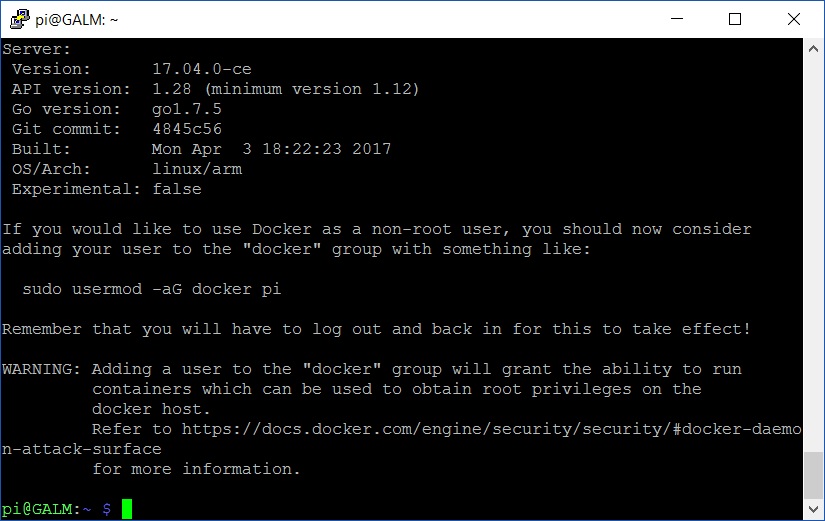 pi@GALM: ~
Server:
 Version:      17.04.0-ce
 API version:  1.28 (minimum version 1.12)
 Go version:   go1.7.5
 Git commit:   4845c56
 Built:        Mon Apr  3 18:22:23 2017
 OS/Arch:      linux/arm
 Experimental: false
If you would like to use Docker as a non-root user, you should now consider
adding your user to the "docker" group with something like:
  sudo usermod -aG docker pi
Remember that you will have to log out and back in for this to take effect!
WARNING: Adding a user to the "docker" group will grant the ability to run
         containers which can be used to obtain root privileges on the
         docker host.
         Refer to https://docs.docker.com/engine/security/security/#docker-daemo
n-attack-surface
         for more information.
pi@GALM:~ $